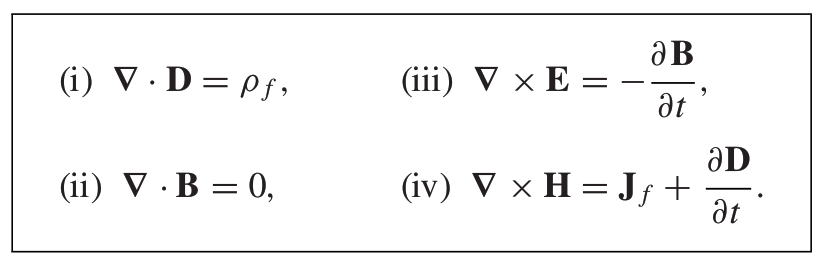 (i) ∇ · D = ρ_f,    (iii) ∇ × E = −∂B/∂t,
(ii) ∇ · B = 0,    (iv) ∇ × H = J_f + ∂D/∂t.